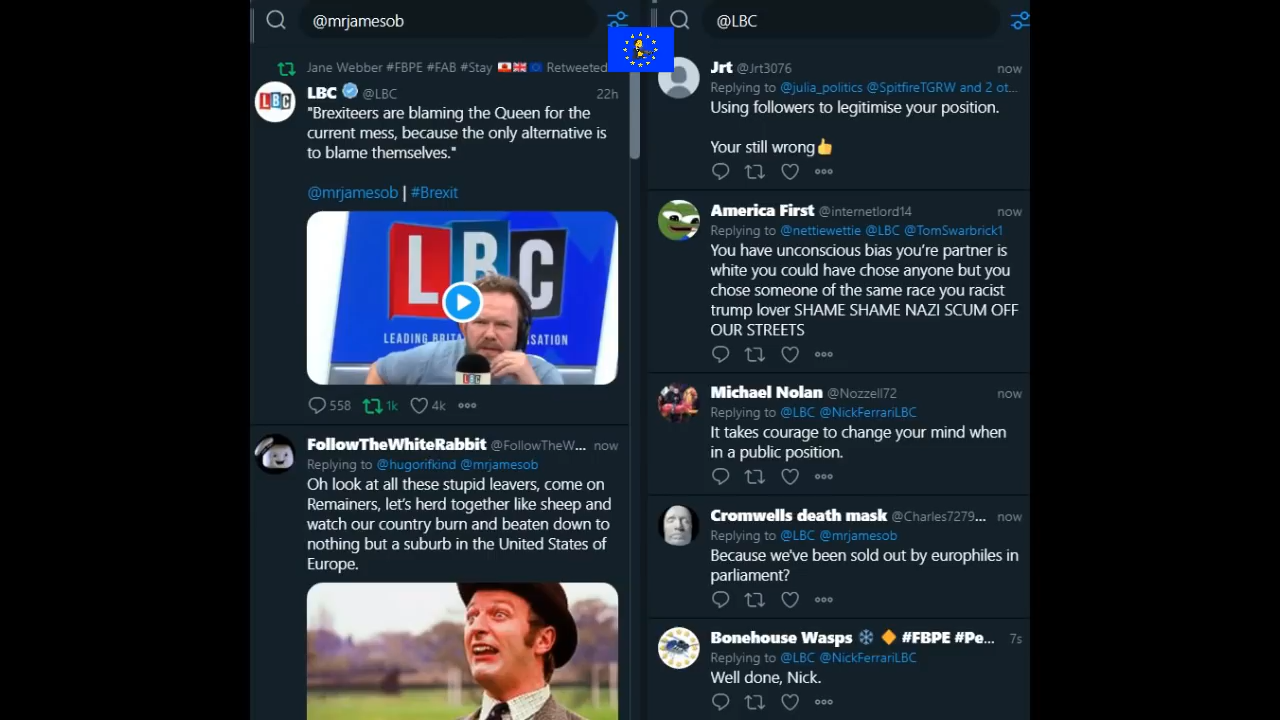 @mrjamesob
Jane Webber #FBPE #FAB #Stay 🇬🇮🇬🇧🇪🇺 Retweeted
LBC @LBC 22h
"Brexiteers are blaming the Queen for the
current mess, because the only alternative is
to blame themselves."
@mrjamesob | #Brexit
LBC
LEADING BRITA SATION
LBC
558 1k 4k
FollowTheWhiteRabbit @FollowTheW... now
Replying to @hugorifkind @mrjamesob
Oh look at all these stupid leavers, come on
Remainers, let's herd together like sheep and
watch our country burn and beaten down to
nothing but a suburb in the United States of
Europe.
@LBC
Jrt @Jrt3076 now
Replying to @julia_politics @SpitfireTGRW and 2 ot...
Using followers to legitimise your position.
Your still wrong👍
America First @internetlord14 now
Replying to @nettiewettie @LBC @TomSwarbrick1
You have unconscious bias you're partner is
white you could have chose anyone but you
chose someone of the same race you racist
trump lover SHAME SHAME NAZI SCUM OFF
OUR STREETS
Michael Nolan @Nozzell72 now
Replying to @LBC @NickFerrariLBC
It takes courage to change your mind when
in a public position.
Cromwells death mask @Charles7279... now
Replying to @LBC @mrjamesob
Because we've been sold out by europhiles in
parliament?
Bonehouse Wasps ❄️ 🔶 #FBPE #Pe... 7s
Replying to @LBC @NickFerrariLBC
Well done, Nick.